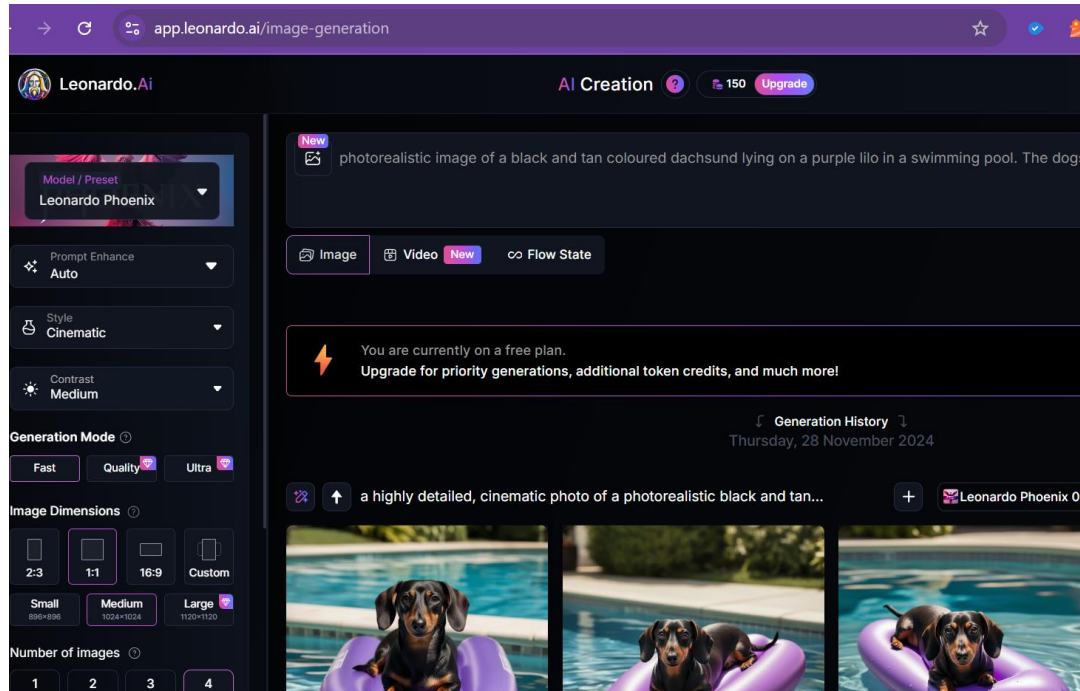 app.leonardo.ai/image-generation
Leonardo.Ai
AI Creation ? 150 Upgrade
New
photorealistic image of a black and tan coloured dachsund lying on a purple lilo in a swimming pool. The dogs
Model / Preset
Leonardo Phoenix
Image Video New Flow State
Prompt Enhance
Auto
Style
Cinematic
You are currently on a free plan.
Upgrade for priority generations, additional token credits, and much more!
Contrast
Medium
Generation History
Thursday, 28 November 2024
Generation Mode ?
Fast Quality Ultra
a highly detailed, cinematic photo of a photorealistic black and tan... + Leonardo Phoenix 0
Image Dimensions ?
2:3 1:1 16:9 Custom
Small Medium Large
896×896 1024×1024 1120×1120
Number of images ?
1 2 3 4